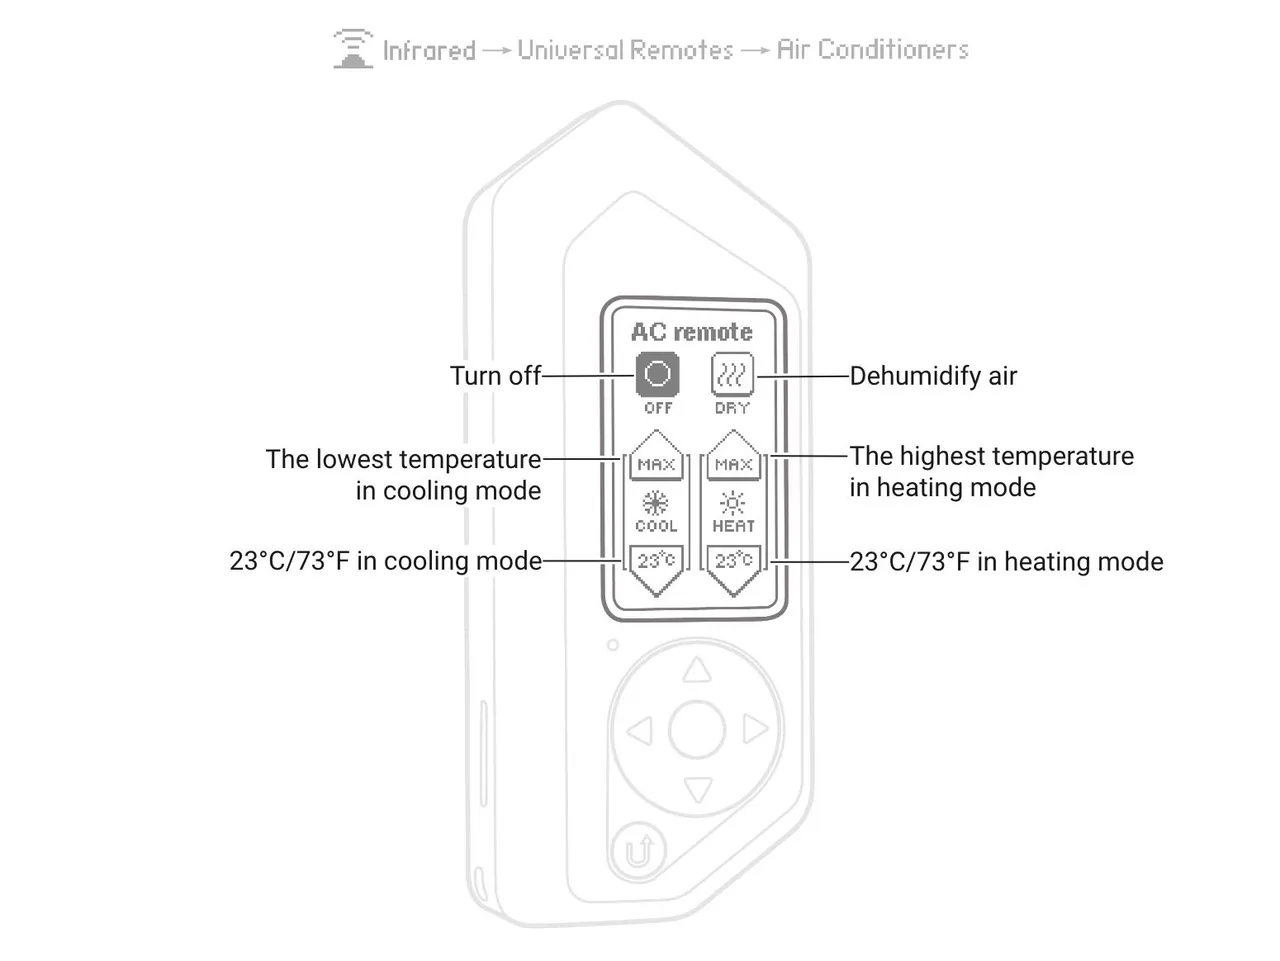 Infrared → Universal Remotes → Air Conditioners
AC remote
Turn off
OFF
DRY
Dehumidify air
The lowest temperature
in cooling mode
MAX
MAX
The highest temperature
in heating mode
COOL
HEAT
23°C/73°F in cooling mode
23°C
23°C
23°C/73°F in heating mode